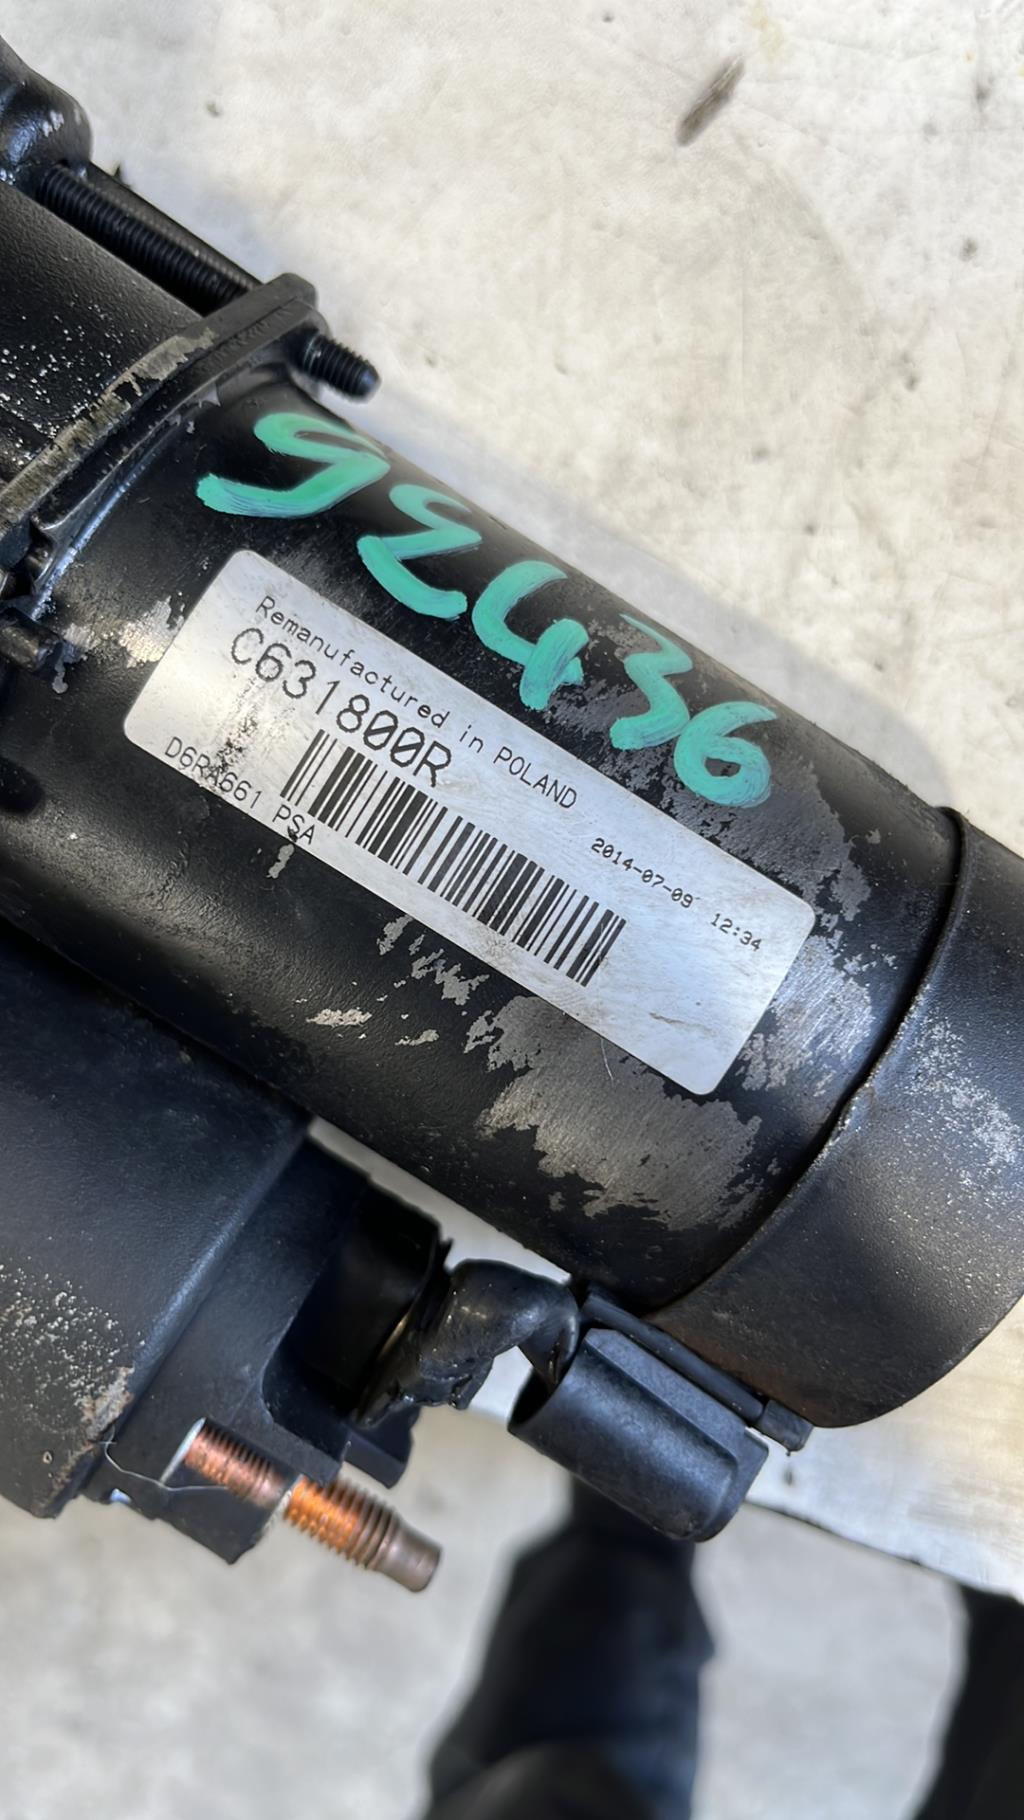 92436
Remanufactured in POLAND
C631800R
2014-07-09 12:34
D6RA661 PSA